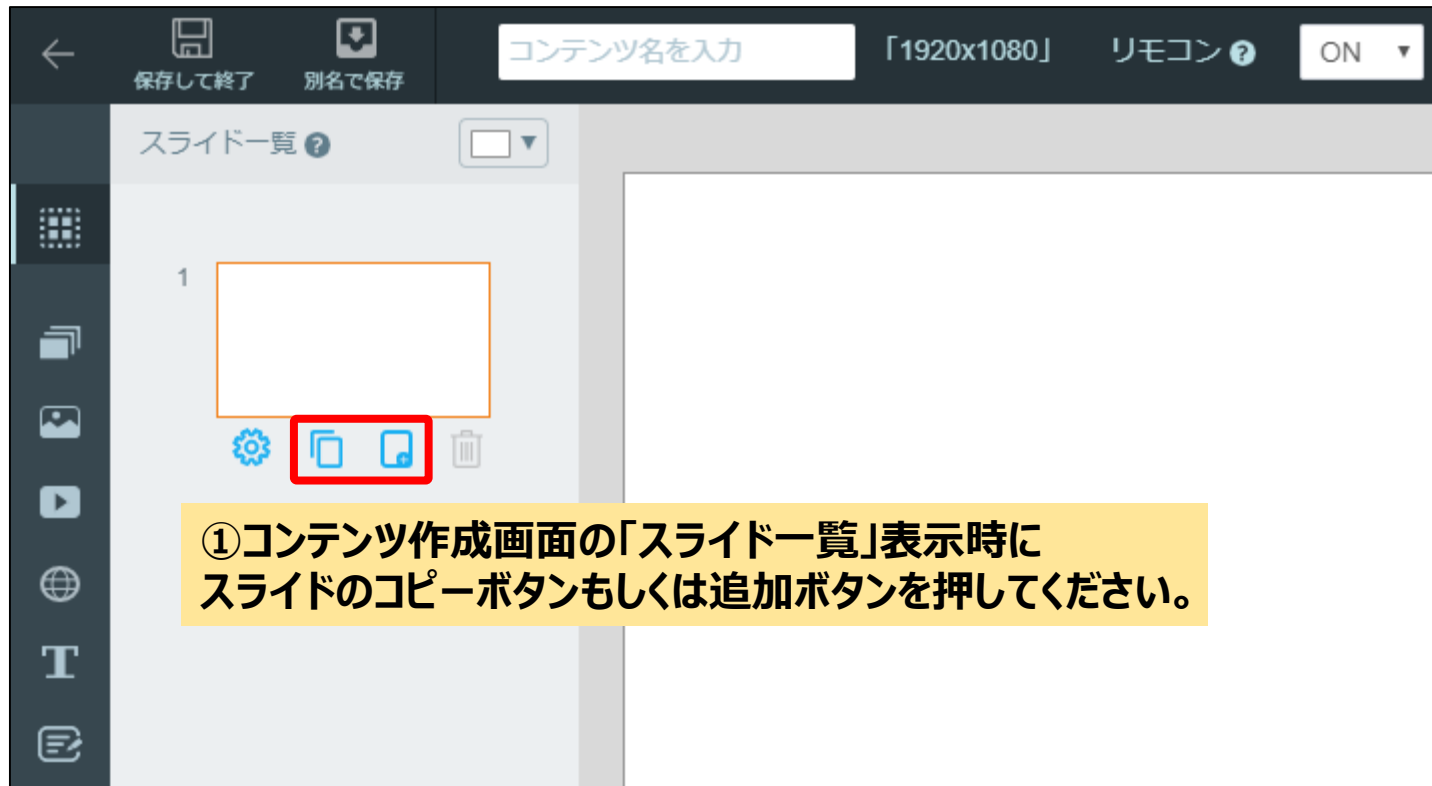 保存して終了
別名で保存
コンテンツ名を入力
「1920x1080」
リモコン ?
ON ▼
スライド一覧 ?
1
①コンテンツ作成画面の「スライド一覧」表示時に
スライドのコピーボタンもしくは追加ボタンを押してください。
T